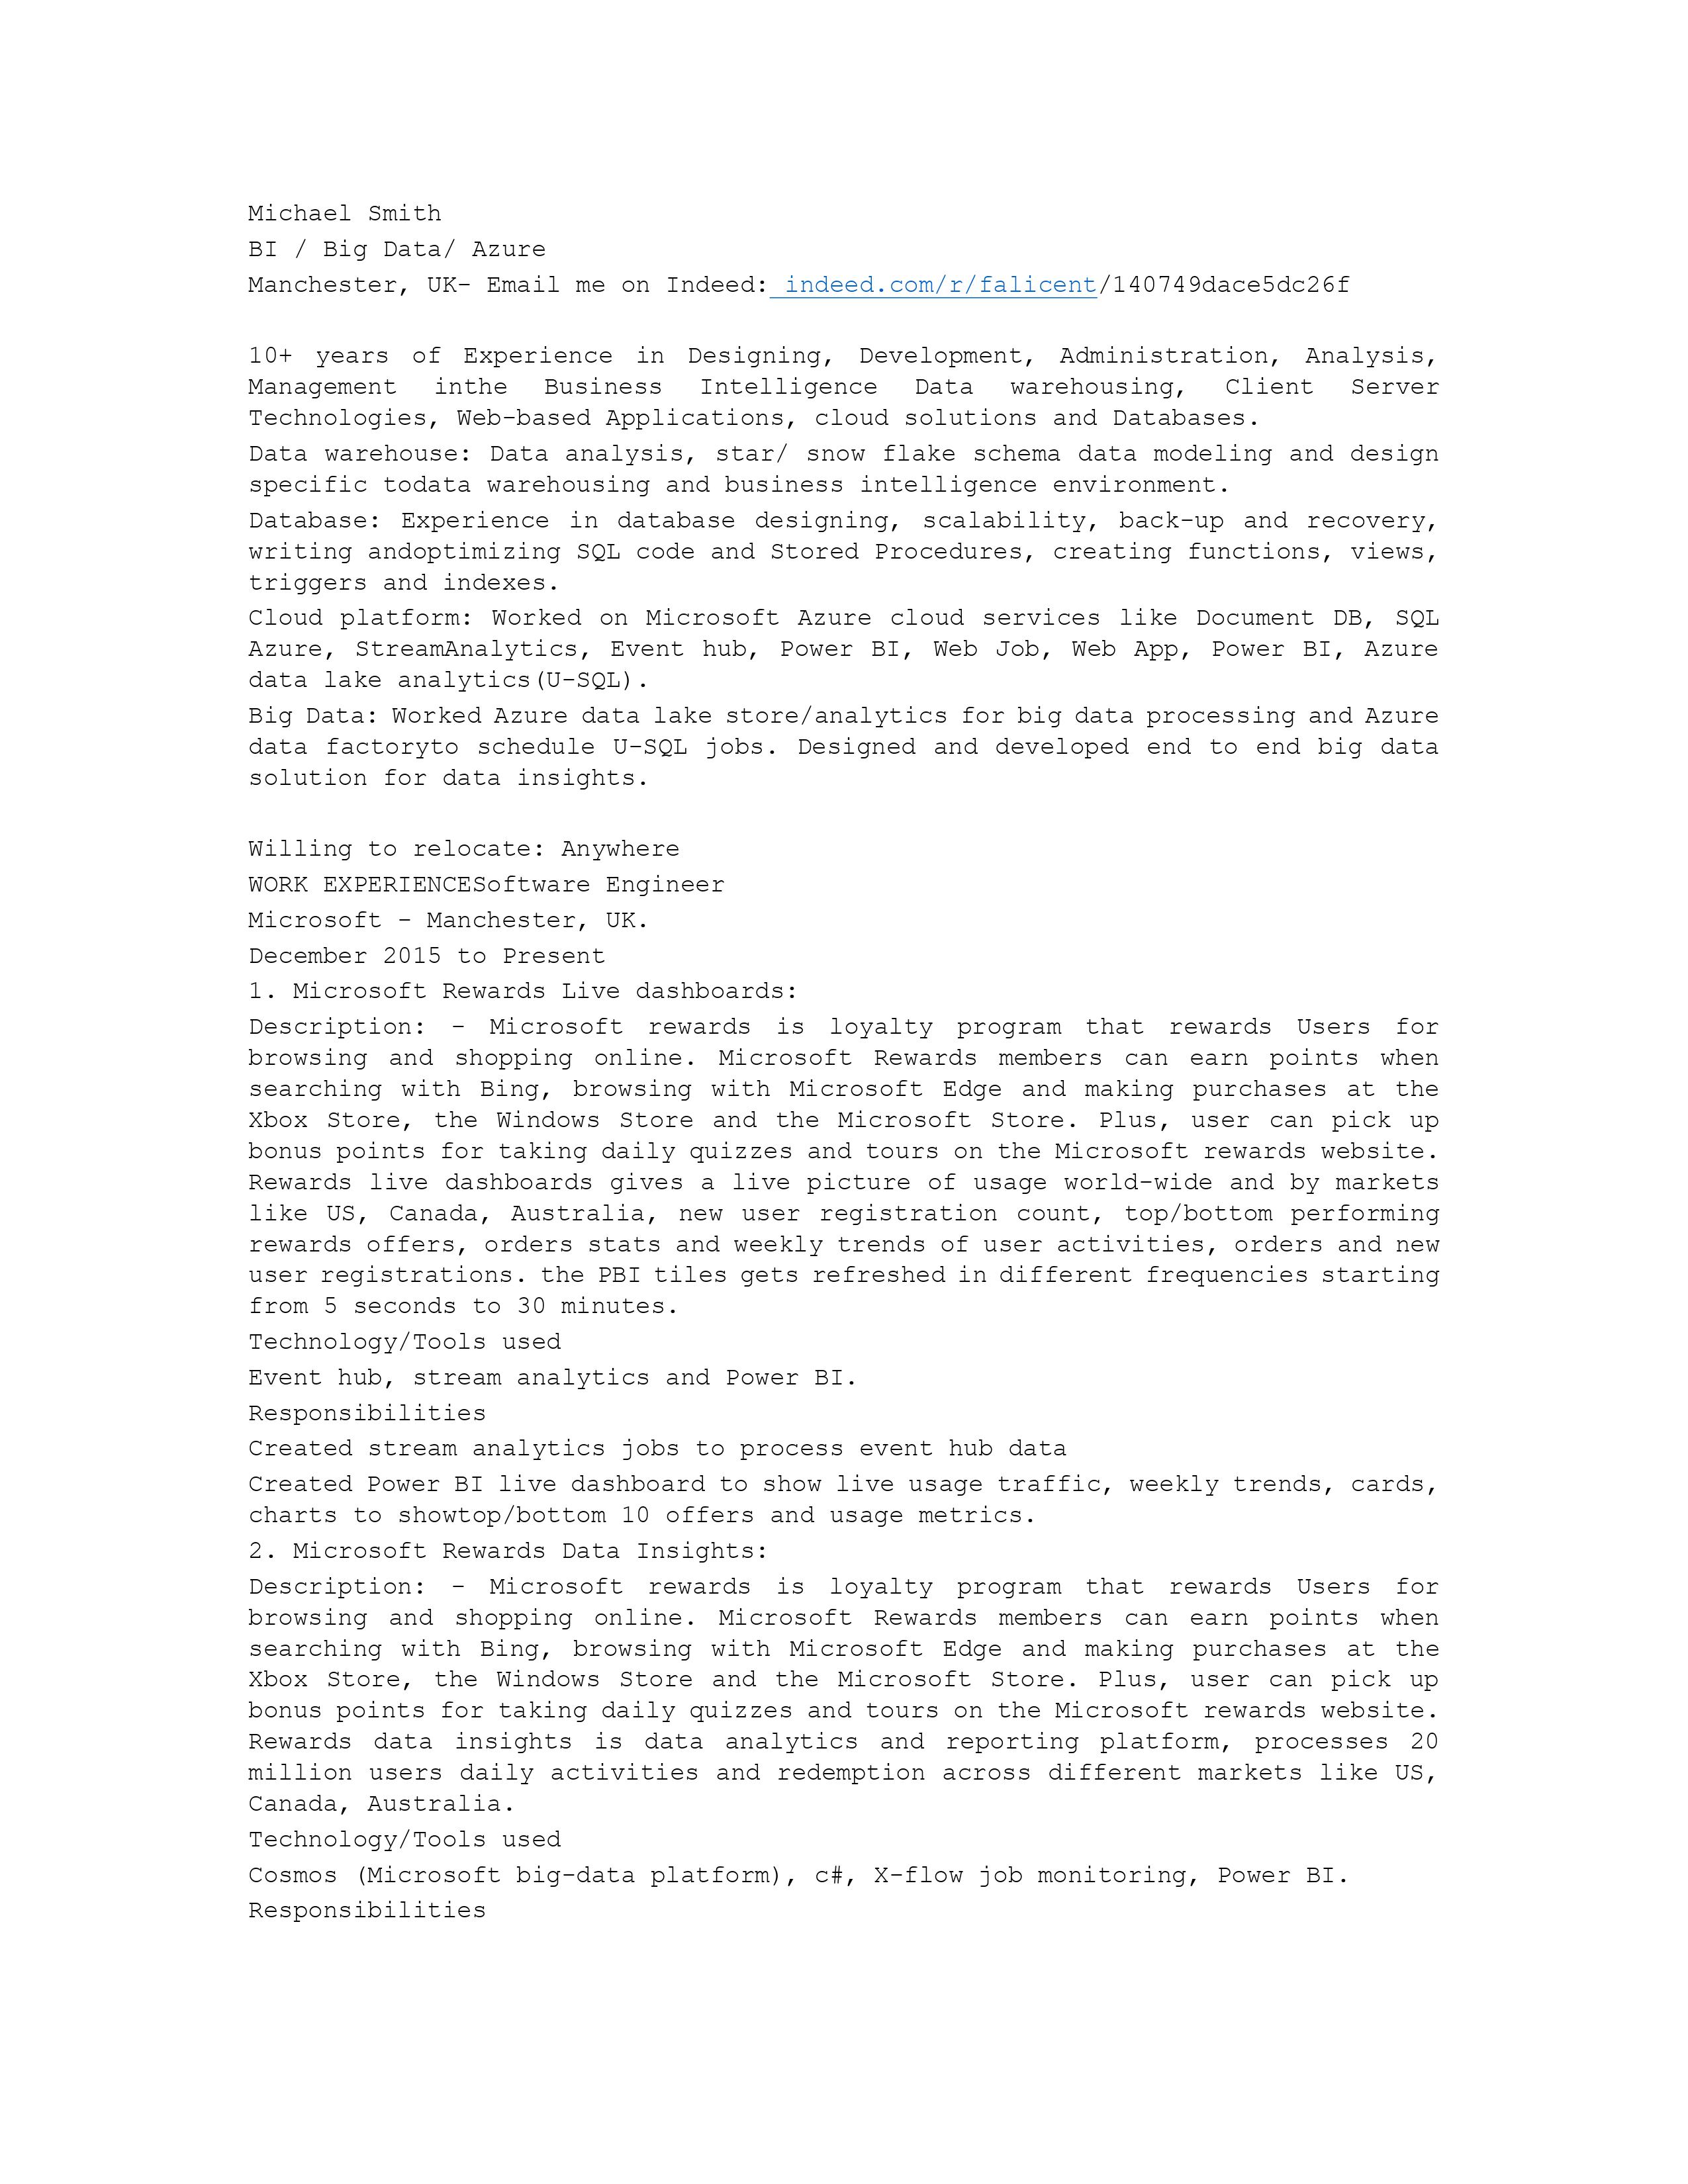 Michael Smith
BI / Big Data/ Azure
Manchester, UK- Email me on Indeed: indeed.com/r/falicent/140749dace5dc26f
10+ years of Experience in Designing, Development, Administration, Analysis,
Management inthe Business Intelligence Data warehousing, Client Server
Technologies, Web-based Applications, cloud solutions and Databases.
Data warehouse: Data analysis, star/ snow flake schema data modeling and design
specific todata warehousing and business intelligence environment.
Database: Experience in database designing, scalability, back-up and recovery,
writing andoptimizing SQL code and Stored Procedures, creating functions, views,
triggers and indexes.
Cloud platform: Worked on Microsoft Azure cloud services like Document DB, SQL
Azure, StreamAnalytics, Event hub, Power BI, Web Job, Web App, Power BI, Azure
data lake analytics(U-SQL).
Big Data: Worked Azure data lake store/analytics for big data processing and Azure
data factoryto schedule U-SQL jobs. Designed and developed end to end big data
solution for data insights.
Willing to relocate: Anywhere
WORK EXPERIENCESoftware Engineer
Microsoft - Manchester, UK.
December 2015 to Present
1. Microsoft Rewards Live dashboards:
Description: - Microsoft rewards is loyalty program that rewards Users for
browsing and shopping online. Microsoft Rewards members can earn points when
searching with Bing, browsing with Microsoft Edge and making purchases at the
Xbox Store, the Windows Store and the Microsoft Store. Plus, user can pick up
bonus points for taking daily quizzes and tours on the Microsoft rewards website.
Rewards live dashboards gives a live picture of usage world-wide and by markets
like US, Canada, Australia, new user registration count, top/bottom performing
rewards offers, orders stats and weekly trends of user activities, orders and new
user registrations. the PBI tiles gets refreshed in different frequencies starting
from 5 seconds to 30 minutes.
Technology/Tools used
Event hub, stream analytics and Power BI.
Responsibilities
Created stream analytics jobs to process event hub data
Created Power BI live dashboard to show live usage traffic, weekly trends, cards,
charts to showtop/bottom 10 offers and usage metrics.
2. Microsoft Rewards Data Insights:
Description: - Microsoft rewards is loyalty program that rewards Users for
browsing and shopping online. Microsoft Rewards members can earn points when
searching with Bing, browsing with Microsoft Edge and making purchases at the
Xbox Store, the Windows Store and the Microsoft Store. Plus, user can pick up
bonus points for taking daily quizzes and tours on the Microsoft rewards website.
Rewards data insights is data analytics and reporting platform, processes 20
million users daily activities and redemption across different markets like US,
Canada, Australia.
Technology/Tools used
Cosmos (Microsoft big-data platform), c#, X-flow job monitoring, Power BI.
Responsibilities